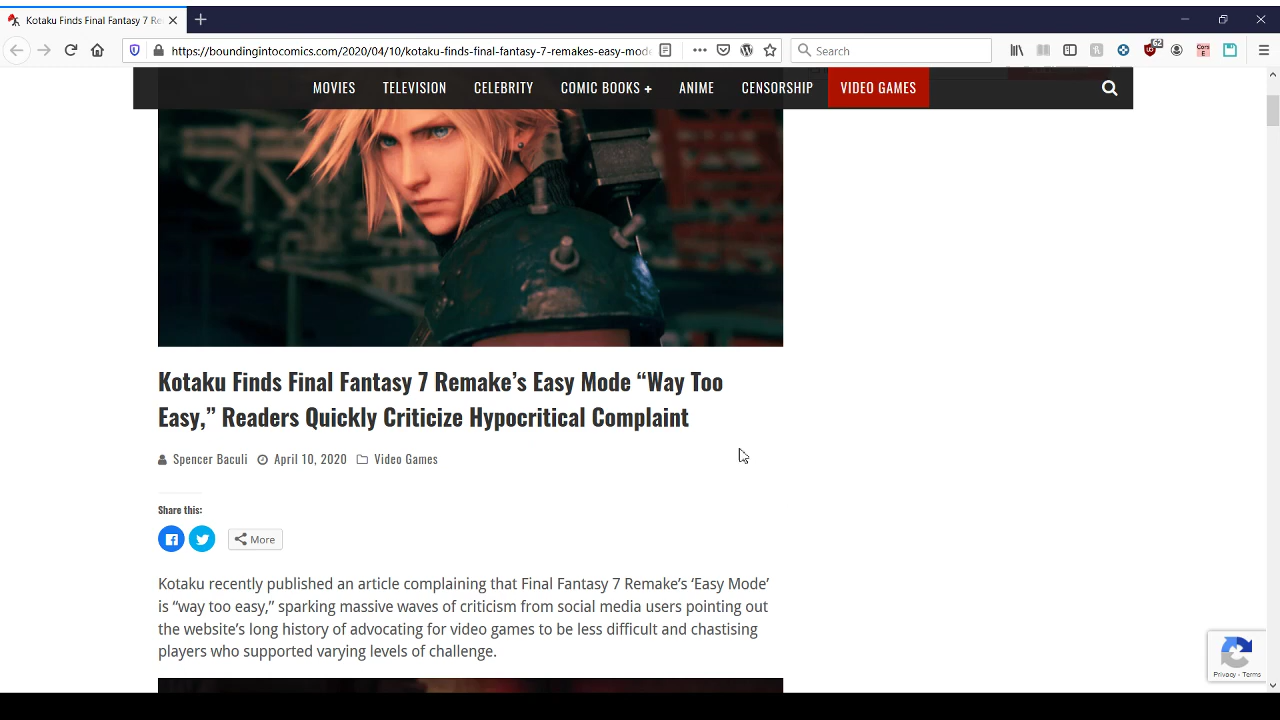 Kotaku Finds Final Fantasy 7 Re
https://boundingintocomics.com/2020/04/10/kotaku-finds-final-fantasy-7-remakes-easy-mode
Search
62
MOVIES TELEVISION CELEBRITY COMIC BOOKS + ANIME CENSORSHIP VIDEO GAMES
Kotaku Finds Final Fantasy 7 Remake’s Easy Mode “Way Too
Easy,” Readers Quickly Criticize Hypocritical Complaint
Spencer Baculi April 10, 2020 Video Games
Share this:
More
Kotaku recently published an article complaining that Final Fantasy 7 Remake’s ‘Easy Mode’
is “way too easy,” sparking massive waves of criticism from social media users pointing out
the website’s long history of advocating for video games to be less difficult and chastising
players who supported varying levels of challenge.
Privacy - Terms